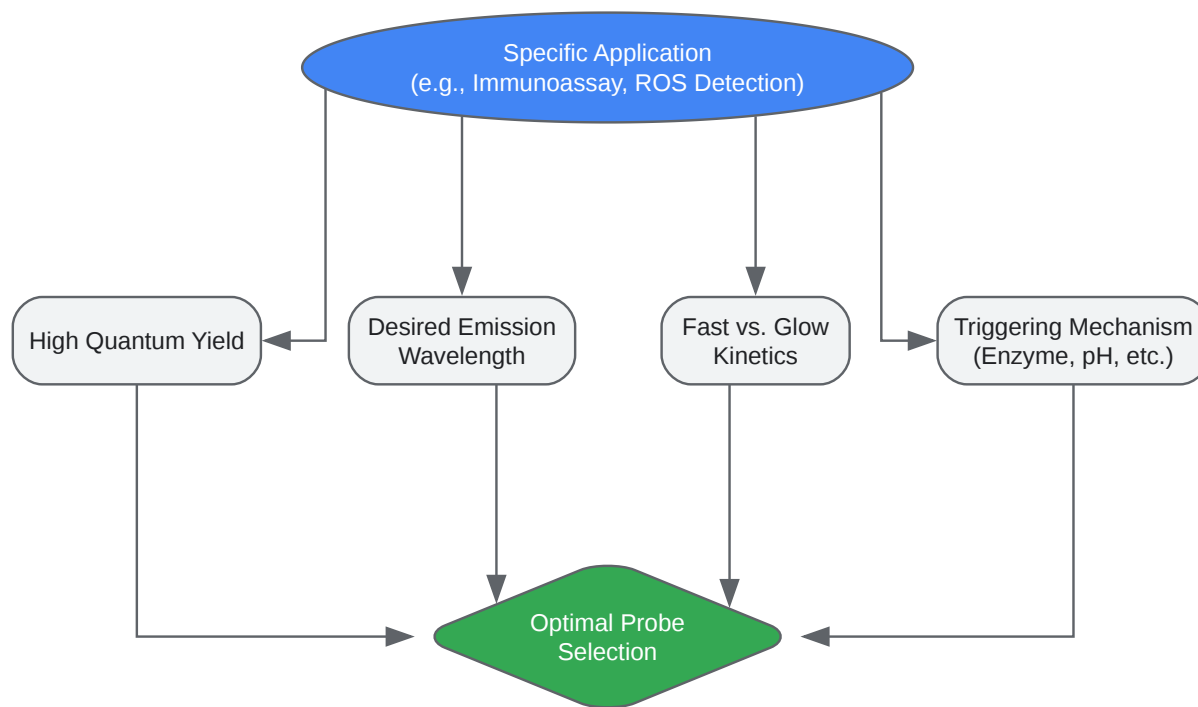 Specific Application
(e.g., Immunoassay, ROS Detection)
High Quantum Yield
Desired Emission
Wavelength
Fast vs. Glow
Kinetics
Triggering Mechanism
(Enzyme, pH, etc.)
Optimal Probe
Selection